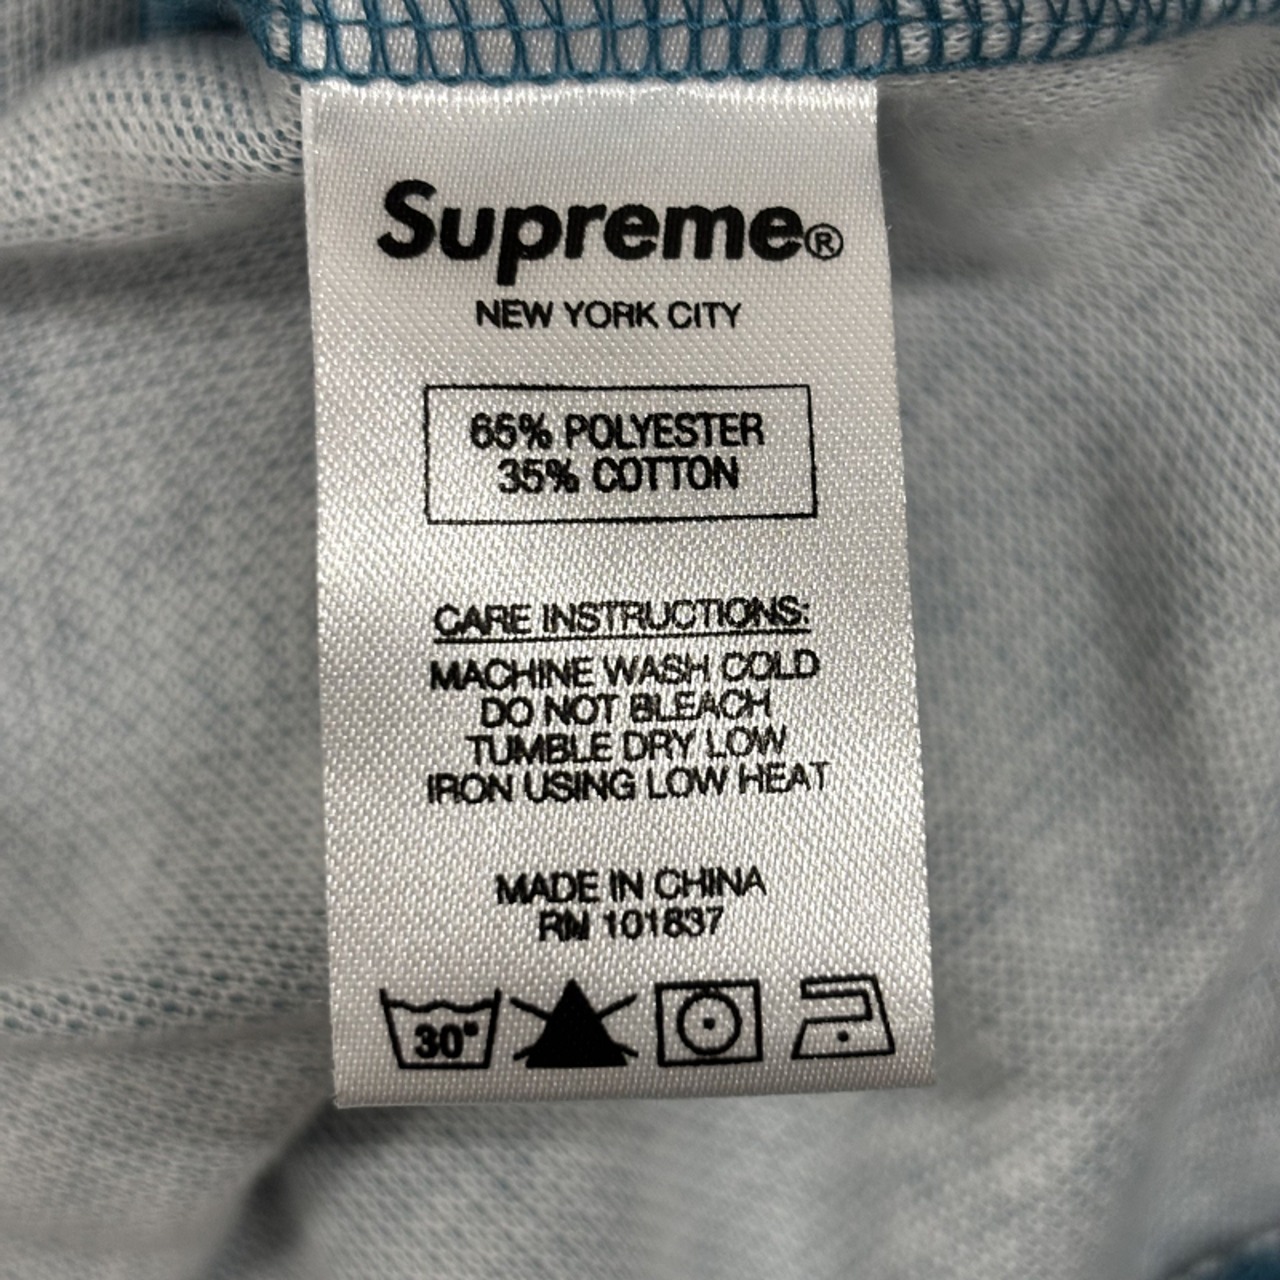 Supreme®
NEW YORK CITY
65% POLYESTER
35% COTTON
CARE INSTRUCTIONS:
MACHINE WASH COLD
DO NOT BLEACH
TUMBLE DRY LOW
IRON USING LOW HEAT
MADE IN CHINA
RN 101837
30°